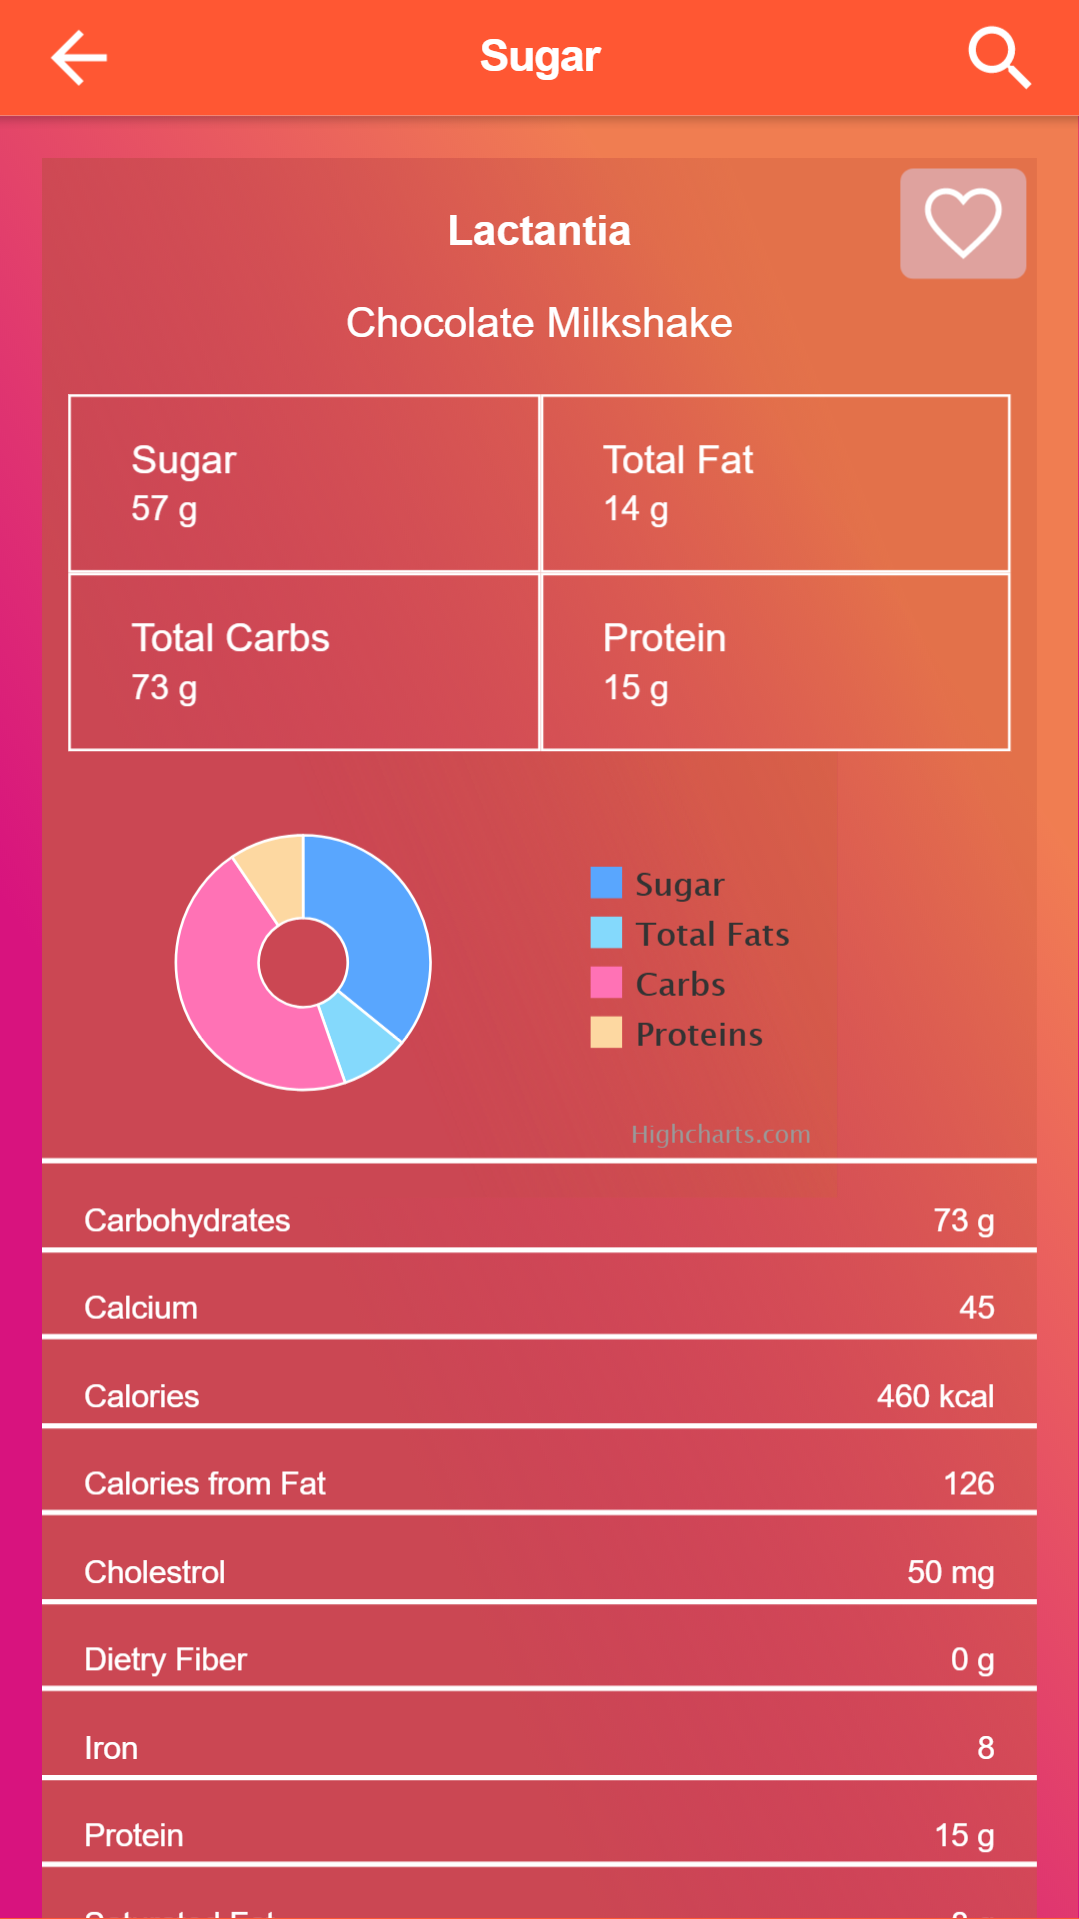 Sugar
Lactantia
Chocolate Milkshake
Sugar
57 g
Total Fat
14 g
Total Carbs
73 g
Protein
15 g
Sugar
Total Fats
Carbs
Proteins
Highcharts.com
Carbohydrates 73 g
Calcium 45
Calories 460 kcal
Calories from Fat 126
Cholestrol 50 mg
Dietry Fiber 0 g
Iron 8
Protein 15 g